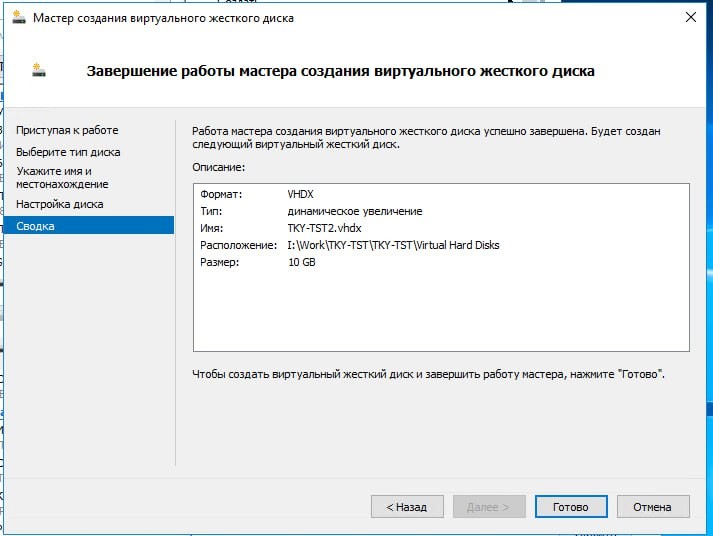 Мастер создания виртуального жесткого диска
Завершение работы мастера создания виртуального жесткого диска
Приступая к работе
Выберите тип диска
Укажите имя и
местонахождение
Настройка диска
Сводка
Работа мастера создания виртуального жесткого диска успешно завершена. Будет создан
следующий виртуальный жесткий диск.
Описание:
Формат: VHDX
Тип: динамическое увеличение
Имя: TKY-TST2.vhdx
Расположение: I:\Work\TKY-TST\TKY-TST\Virtual Hard Disks
Размер: 10 GB
Чтобы создать виртуальный жесткий диск и завершить работу мастера, нажмите "Готово".
< Назад
Далее >
Готово
Отмена